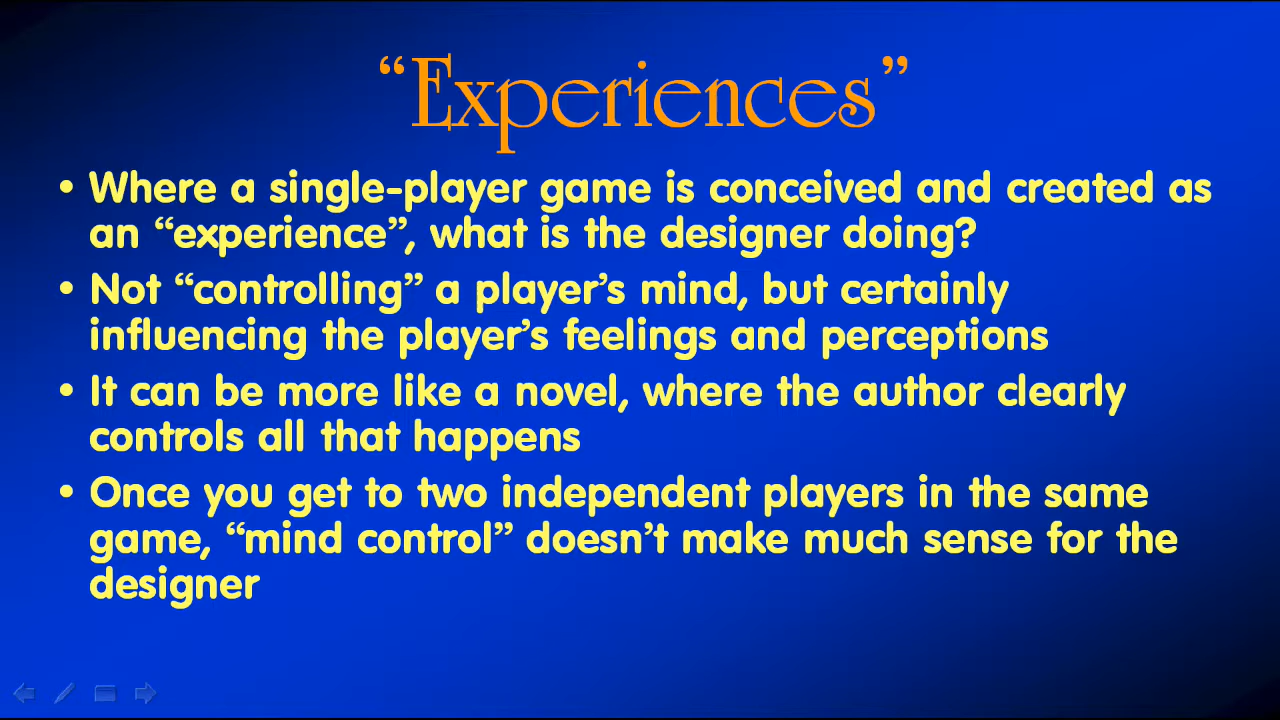 “Experiences”
• Where a single-player game is conceived and created as
an “experience”, what is the designer doing?
• Not “controlling” a player’s mind, but certainly
influencing the player’s feelings and perceptions
• It can be more like a novel, where the author clearly
controls all that happens
• Once you get to two independent players in the same
game, “mind control” doesn’t make much sense for the
designer